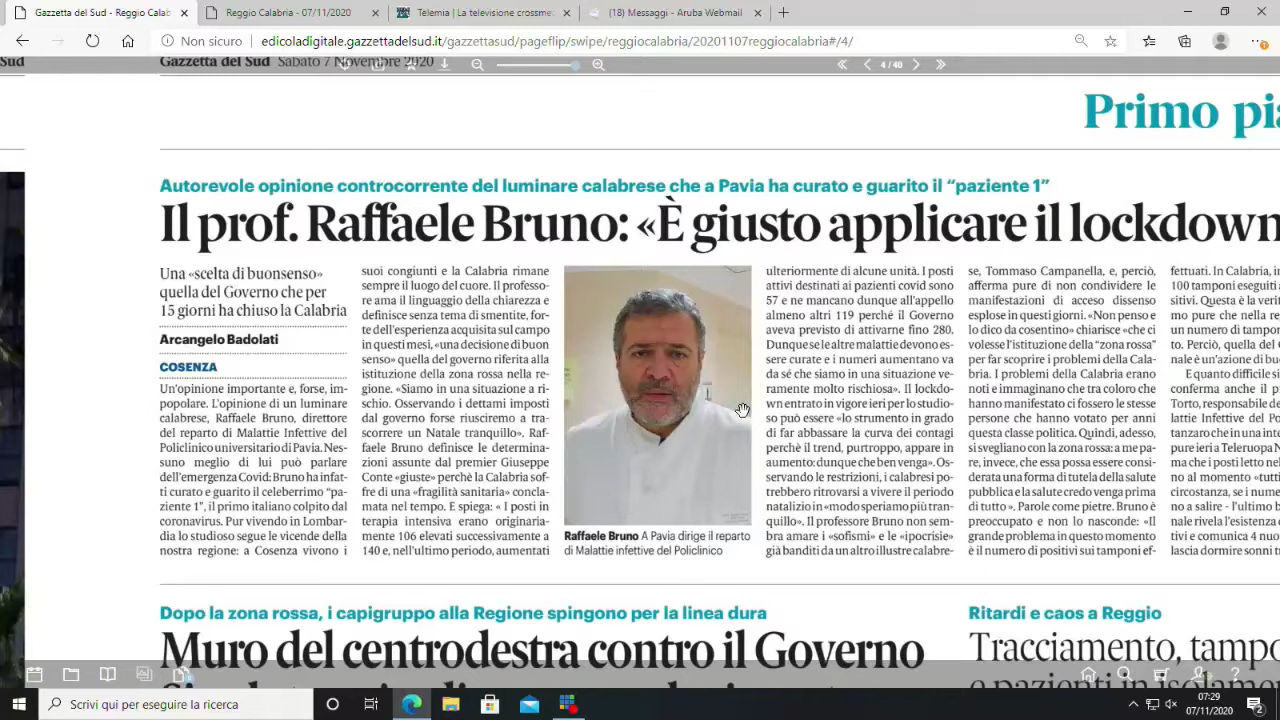 Gazzetta del Sud - Reggio Calab
Reggio Calabria - 07/11/2020
Telemia | La television crossme
(18) Messaggi - Aruba Webmail
Non sicuro
edicoladigitale.gazzettadelsud.it/gazzettasud/pageflip/swipe/reggiocalabria/20201107reggiocalabria#/4/
Sud
Gazzetta del Sud Sabato 7 Novembre 2020
4 / 40
Primo pia
Autorevole opinione controcorrente del luminare calabrese che a Pavia ha curato e guarito il “paziente 1”
Il prof. Raffaele Bruno: «È giusto applicare il lockdown
Una «scelta di buonsenso»
quella del Governo che per
15 giorni ha chiuso la Calabria
Arcangelo Badolati
COSENZA
Un'opinione importante e, forse, im-
popolare. L'opinione di un luminare
calabrese, Raffaele Bruno, direttore
del reparto di Malattie Infettive del
Policlinico universitario di Pavia. Nes-
suno meglio di lui può parlare
dell'emergenza Covid: Bruno ha infat-
ti curato e guarito il celeberrimo “pa-
ziente 1”, il primo italiano colpito dal
coronavirus. Pur vivendo in Lombar-
dia lo studioso segue le vicende della
nostra regione: a Cosenza vivono i
suoi congiunti e la Calabria rimane
sempre il luogo del cuore. Il professo-
re ama il linguaggio della chiarezza e
definisce senza tema di smentite, for-
te dell'esperienza acquisita sul campo
in questi mesi, «una decisione di buon
senso» quella del governo riferita alla
istituzione della zona rossa nella re-
gione. «Siamo in una situazione a ri-
schio. Osservando i dettami imposti
dal governo forse riusciremo a tra-
scorrere un Natale tranquillo». Raf-
faele Bruno definisce le determina-
zioni assunte dal premier Giuseppe
Conte «giuste» perchè la Calabria sof-
fre di una «fragilità sanitaria» concla-
mata nel tempo. E spiega: « I posti in
terapia intensiva erano originaria-
mente 106 elevati successivamente a
140 e, nell'ultimo periodo, aumentati
Raffaele Bruno A Pavia dirige il reparto
di Malattie infettive del Policlinico
ulteriormente di alcune unità. I posti
attivi destinati ai pazienti covid sono
57 e ne mancano dunque all'appello
almeno altri 119 perché il Governo
aveva previsto di attivarne fino 280.
Dunque se le altre malattie devono es-
sere curate e i numeri aumentano va
da sé che siamo in una situazione ve-
ramente molto rischiosa». Il lockdo-
wn entrato in vigore ieri per lo studio-
so può essere «lo strumento in grado
di far abbassare la curva dei contagi
perchè il trend, purtroppo, appare in
aumento: dunque che ben venga». Os-
servando le restrizioni, i calabresi po-
trebbero ritrovarsi a vivere il periodo
natalizio in «modo speriamo più tran-
quillo». Il professore Bruno non sem-
bra amare i «sofismi» e le «ipocrisie»
già banditi da un altro illustre calabre-
se, Tommaso Campanella, e, perciò,
afferma pure di non condividere le
manifestazioni di acceso dissenso
esplose in questi giorni. «Non penso e
lo dico da cosentino» chiarisce «che ci
volesse l'istituzione della “zona rossa”
per far scoprire i problemi della Cala-
bria. I problemi della Calabria erano
noti e immagino che tra coloro che
hanno manifestato ci fossero le stesse
persone che hanno votato per anni
questa classe politica. Quindi, adesso,
si svegliano con la zona rossa: a me pa-
re, invece, che essa possa essere consi-
derata una forma di tutela della salute
pubblica e la salute credo venga prima
di tutto ». Parole come pietre. Bruno è
preoccupato e non lo nasconde: «Il
grande problema in questo momento
è il numero di positivi sui tamponi ef-
fettuati. In Calabria, in
100 tamponi eseguiti
sitivi. Questa è la verit
mo pure che nella re
un numero di tampo
to. Perciò, quella del C
nale è un'azione di bu
E quanto difficile si
conferma anche il p
Torto, responsabile de
lattie Infettive del Po
tanzaro che in una inte
pure ieri a Teleruopa N
ma che i posti letto nell
no al momento «tutti
circostanza, se i nume
no a salire - l'ultimo b
nale rivela l'esistenza
tivi e comunica 4 nuo
lascia dormire sonni tr
Dopo la zona rossa, i capigruppo alla Regione spingono per la linea dura
Muro del centrodestra contro il Governo
Ritardi e caos a Reggio
Tracciamento, tampo
e pazienti in isolamen
Scrivi qui per eseguire la ricerca
07:29
07/11/2020
2